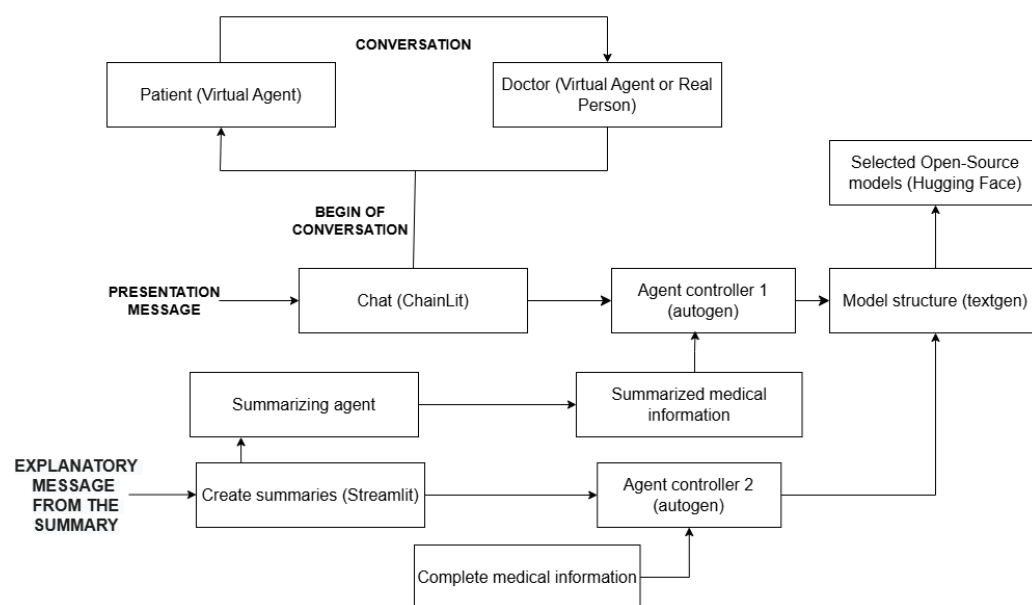 CONVERSATION
Patient (Virtual Agent)
Doctor (Virtual Agent or Real
Person)
Selected Open-Source
models (Hugging Face)
BEGIN OF
CONVERSATION
PRESENTATION
MESSAGE
Chat (ChainLit)
Agent controller 1
(autogen)
Model structure (textgen)
Summarizing agent
Summarized medical
information
EXPLANATORY
MESSAGE
FROM THE
SUMMARY
Create summaries (Streamlit)
Agent controller 2
(autogen)
Complete medical information